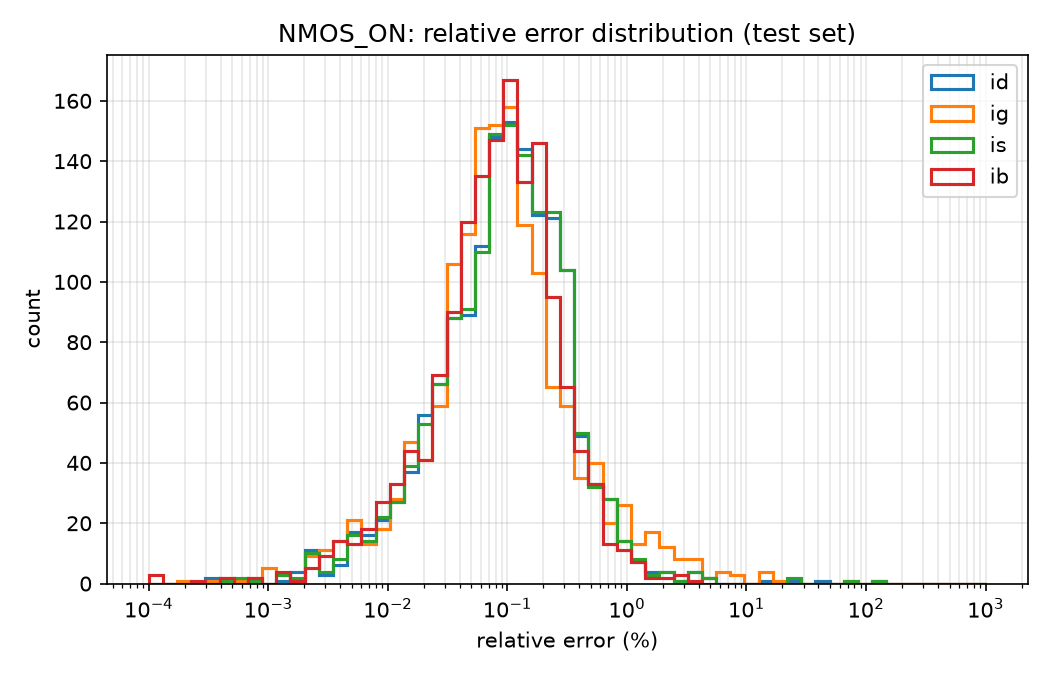 NMOS_ON: relative error distribution (test set)
id
ig
is
ib
count
160
140
120
100
80
60
40
20
0
10⁻⁴ 10⁻³ 10⁻² 10⁻¹ 10⁰ 10¹ 10² 10³
relative error (%)